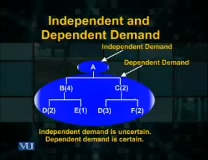 Independent and
Dependent Demand
Independent Demand
A
Dependent Demand
B(4)
C(2)
D(2)
E(1)
D(3)
F(2)
Independent demand is uncertain.
Dependent demand is certain.
VU